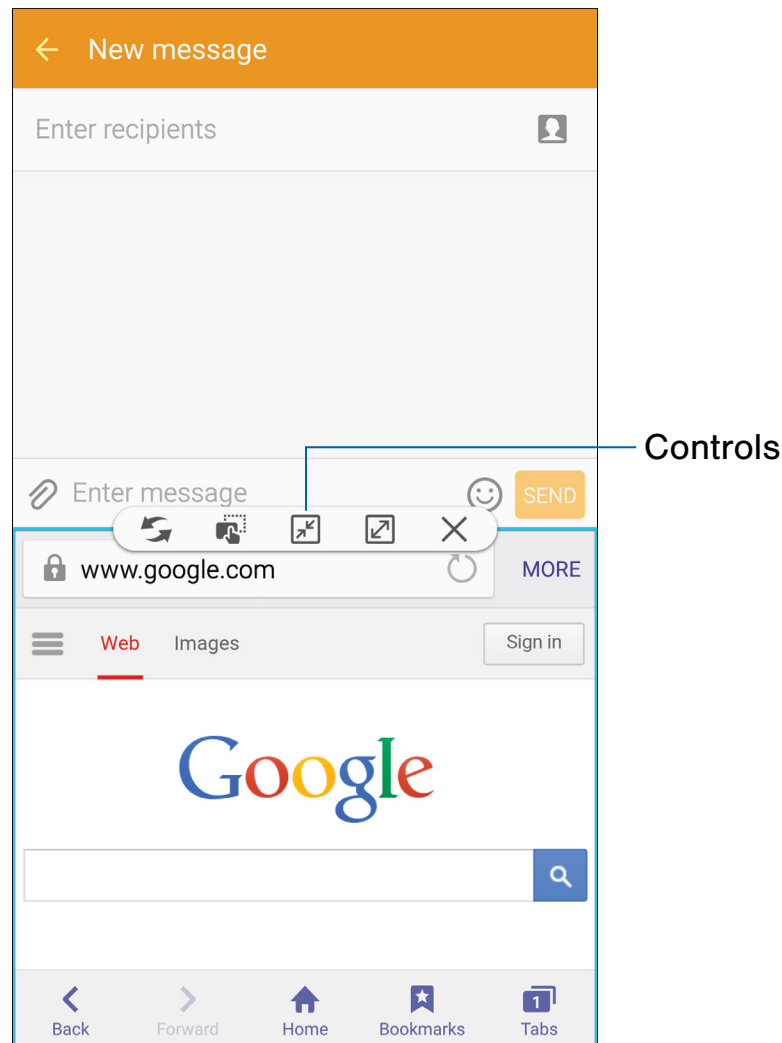 New message
Enter recipients
Controls
Enter message
SEND
www.google.com
MORE
Web
Images
Sign in
Google
1
Back
Forward
Home
Bookmarks
Tabs